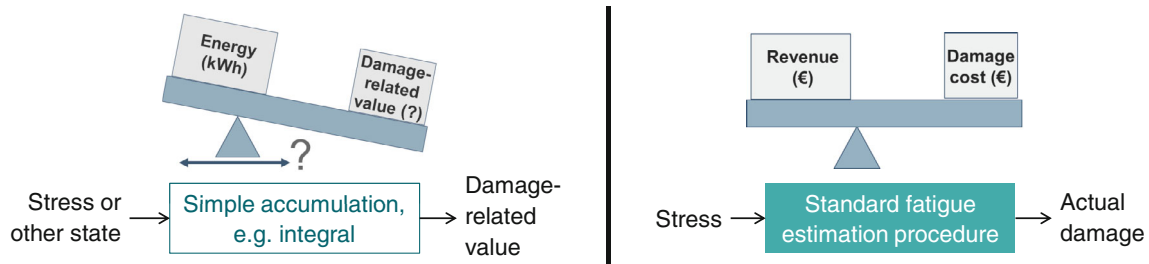 Energy
(kWh)
Damage-
related
value (?)
?
Stress or
other state
Simple accumulation,
e.g. integral
Damage-
related
value
Revenue
(€)
Damage
cost (€)
Stress
Standard fatigue
estimation procedure
Actual
damage